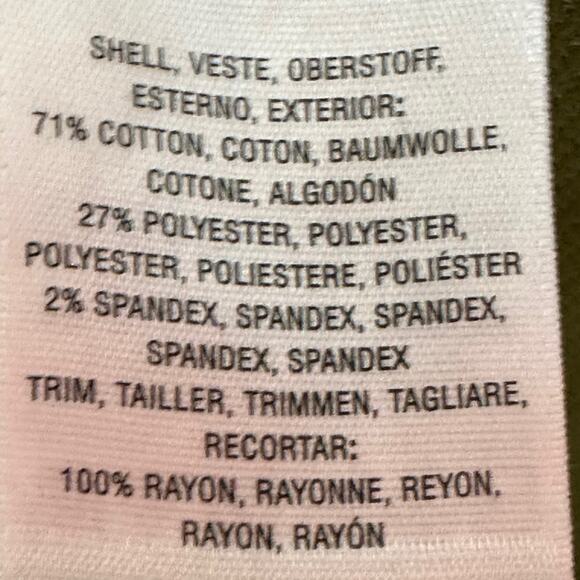 SHELL, VESTE, OBERSTOFF,
ESTERNO, EXTERIOR:
71% COTTON, COTON, BAUMWOLLE,
COTONE, ALGODÓN
27% POLYESTER, POLYESTER,
POLYESTER, POLIESTERE, POLIÉSTER
2% SPANDEX, SPANDEX, SPANDEX,
SPANDEX, SPANDEX
TRIM, TAILLER, TRIMMEN, TAGLIARE,
RECORTAR:
100% RAYON, RAYONNE, REYON,
RAYON, RAYÓN